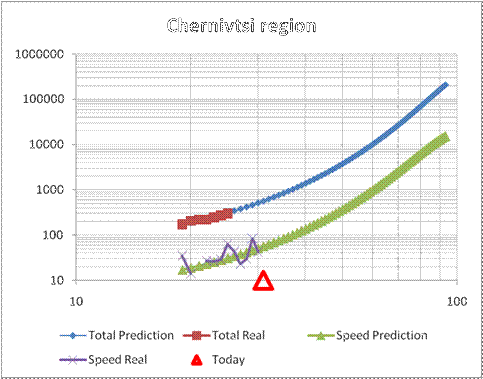 Chernivtsi region
1000000
100000
10000
1000
100
10
10 100
Total Prediction Total Real Speed Prediction
Speed Real Today